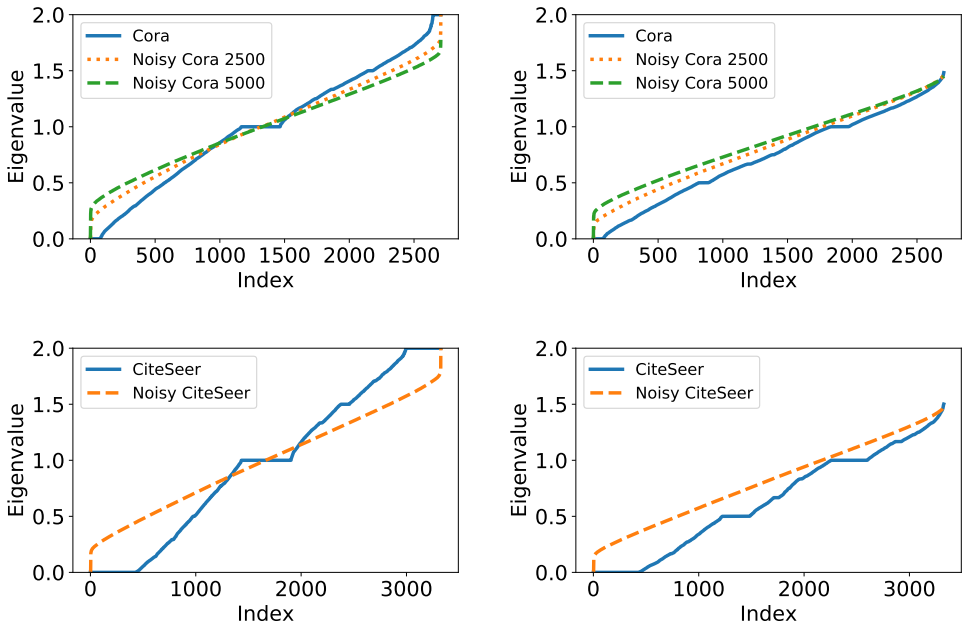 2.0
1.5
1.0
0.5
0.0
Eigenvalue
Cora
Noisy Cora 2500
Noisy Cora 5000
0 500 1000 1500 2000 2500
Index
2.0
1.5
1.0
0.5
0.0
Eigenvalue
Cora
Noisy Cora 2500
Noisy Cora 5000
0 500 1000 1500 2000 2500
Index
2.0
1.5
1.0
0.5
0.0
Eigenvalue
CiteSeer
Noisy CiteSeer
0 1000 2000 3000
Index
2.0
1.5
1.0
0.5
0.0
Eigenvalue
CiteSeer
Noisy CiteSeer
0 1000 2000 3000
Index